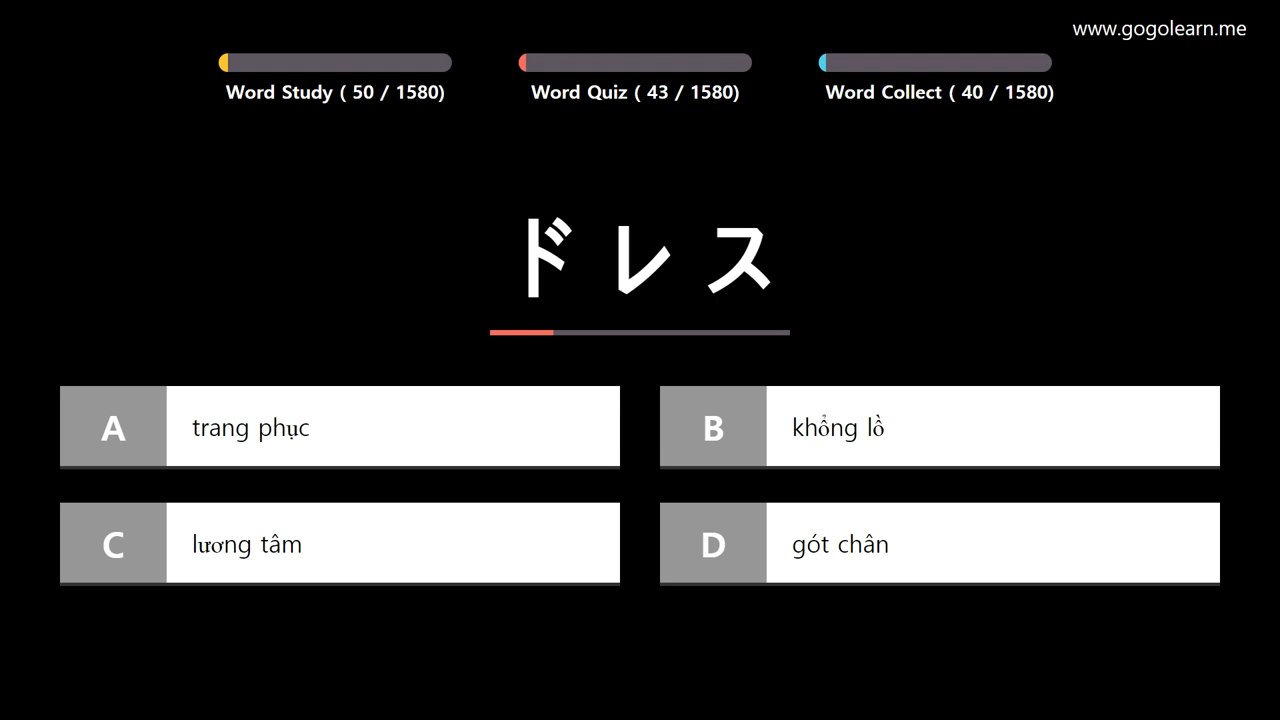 www.gogolearn.me
Word Study ( 50 / 1580)
Word Quiz ( 43 / 1580)
Word Collect ( 40 / 1580)
ドレス
A trang phục
B khổng lồ
C lương tâm
D gót chân